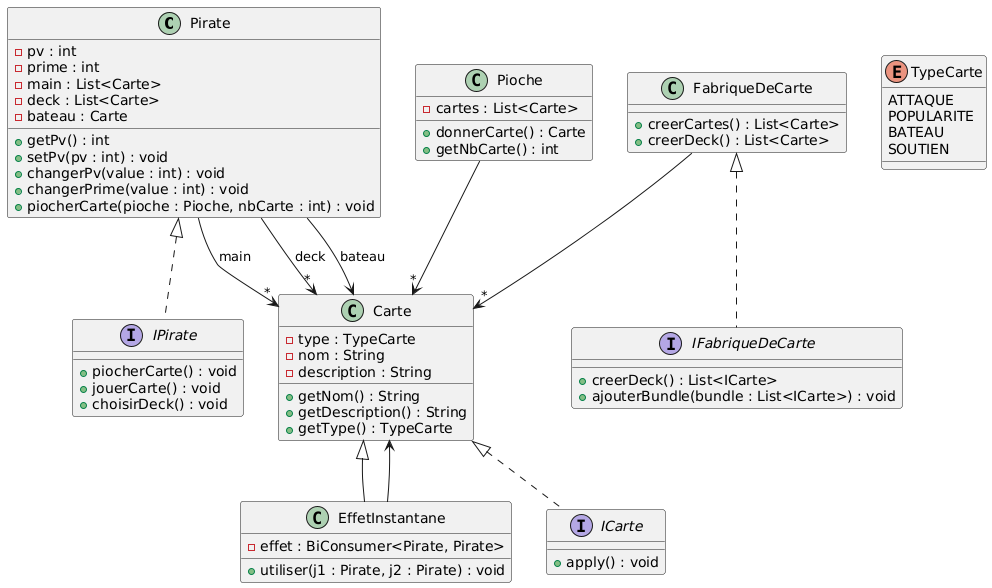 C Pirate
pv : int
prime : int
main : List<Carte>
deck : List<Carte>
bateau : Carte
getPv() : int
setPv(pv : int) : void
changerPv(value : int) : void
changerPrime(value : int) : void
piocherCarte(pioche : Pioche, nbCarte : int) : void
C Pioche
cartes : List<Carte>
donnerCarte() : Carte
getNbCarte() : int
C FabriqueDeCarte
creerCartes() : List<Carte>
creerDeck() : List<Carte>
E TypeCarte
ATTAQUE
POPULARITE
BATEAU
SOUTIEN
main
deck
bateau
*
*
*
*
I IPirate
piocherCarte() : void
jouerCarte() : void
choisirDeck() : void
C Carte
type : TypeCarte
nom : String
description : String
getNom() : String
getDescription() : String
getType() : TypeCarte
I IFabriqueDeCarte
creerDeck() : List<ICarte>
ajouterBundle(bundle : List<ICarte>) : void
C EffetInstantane
effet : BiConsumer<Pirate, Pirate>
utiliser(j1 : Pirate, j2 : Pirate) : void
I ICarte
apply() : void